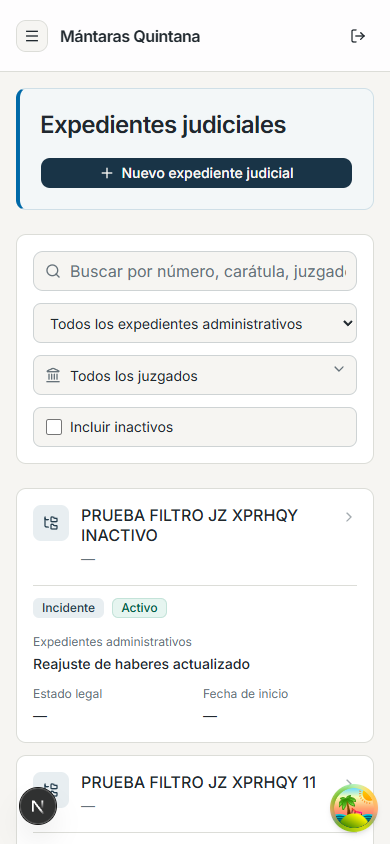 Mántaras Quintana
Expedientes judiciales
Nuevo expediente judicial
Buscar por número, carátula, juzgad
Todos los expedientes administrativos
Todos los juzgados
Incluir inactivos
PRUEBA FILTRO JZ XPRHQY
INACTIVO
—
Incidente Activo
Expedientes administrativos
Reajuste de haberes actualizado
Estado legal Fecha de inicio
— —
PRUEBA FILTRO JZ XPRHQY 11
—
N